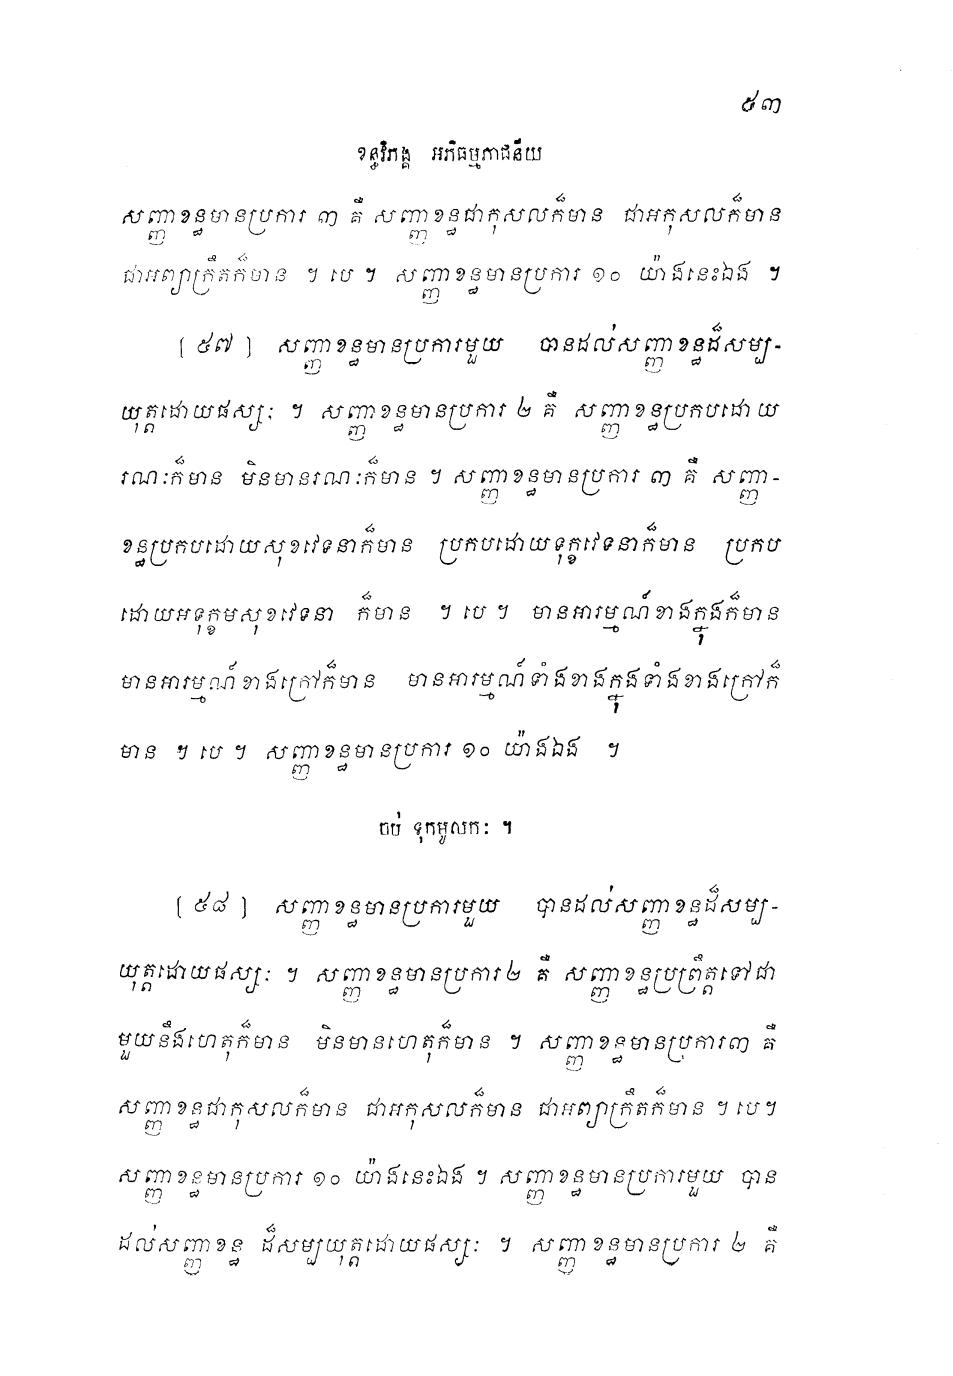 ៥៣
ខន្ធវិភង្គ អភិធម្មភាជនីយ
សញ្ញាខន្ធមានប្រការ ៣ គឺ សញ្ញាខន្ធជាកុសលក៏មាន ជាអកុសលក៏មាន
ជាអព្យាក្រឹតក៏មាន ។ បេ ។ សញ្ញាខន្ធមានប្រការ ១០ យ៉ាងនេះឯង ។
[ ៥៧ ] សញ្ញាខន្ធមានប្រការមួយ បានដល់សញ្ញាខន្ធដ៏សម្ប-
យុត្តដោយផស្សៈ ។ សញ្ញាខន្ធមានប្រការ ២ គឺ សញ្ញាខន្ធប្រកបដោយ
រណៈក៏មាន មិនមានរណៈក៏មាន ។ សញ្ញាខន្ធមានប្រការ ៣ គឺ សញ្ញា-
ខន្ធប្រកបដោយសុខវេទនាក៏មាន ប្រកបដោយទុក្ខវេទនាក៏មាន ប្រកប
ដោយអទុក្ខមសុខវេទនា ក៏មាន ។ បេ ។ មានអារម្មណ៍ខាងក្នុងក៏មាន
មានអារម្មណ៍ខាងក្រៅក៏មាន មានអារម្មណ៍ទាំងខាងក្នុងទាំងខាងក្រៅក៏
មាន ។ បេ ។ សញ្ញាខន្ធមានប្រការ ១០ យ៉ាងឯង ។
ចប់ ទុកមូលកៈ ។
[ ៥៨ ] សញ្ញាខន្ធមានប្រការមួយ បានដល់សញ្ញាខន្ធដ៏សម្ប-
យុត្តដោយផស្សៈ ។ សញ្ញាខន្ធមានប្រការ ២ គឺ សញ្ញាខន្ធប្រព្រឹត្តទៅជា
មួយនឹងហេតុក៏មាន មិនមានហេតុក៏មាន ។ សញ្ញាខន្ធមានប្រការ៣ គឺ
សញ្ញាខន្ធជាកុសលក៏មាន ជាអកុសលក៏មាន ជាអព្យាក្រឹតក៏មាន ។ បេ។
សញ្ញាខន្ធមានប្រការ ១០ យ៉ាងនេះឯង ។ សញ្ញាខន្ធមានប្រការមួយ បាន
ដល់សញ្ញាខន្ធ ដ៏សម្បយុត្តដោយផស្សៈ ។ សញ្ញាខន្ធមានប្រការ ២ គឺ